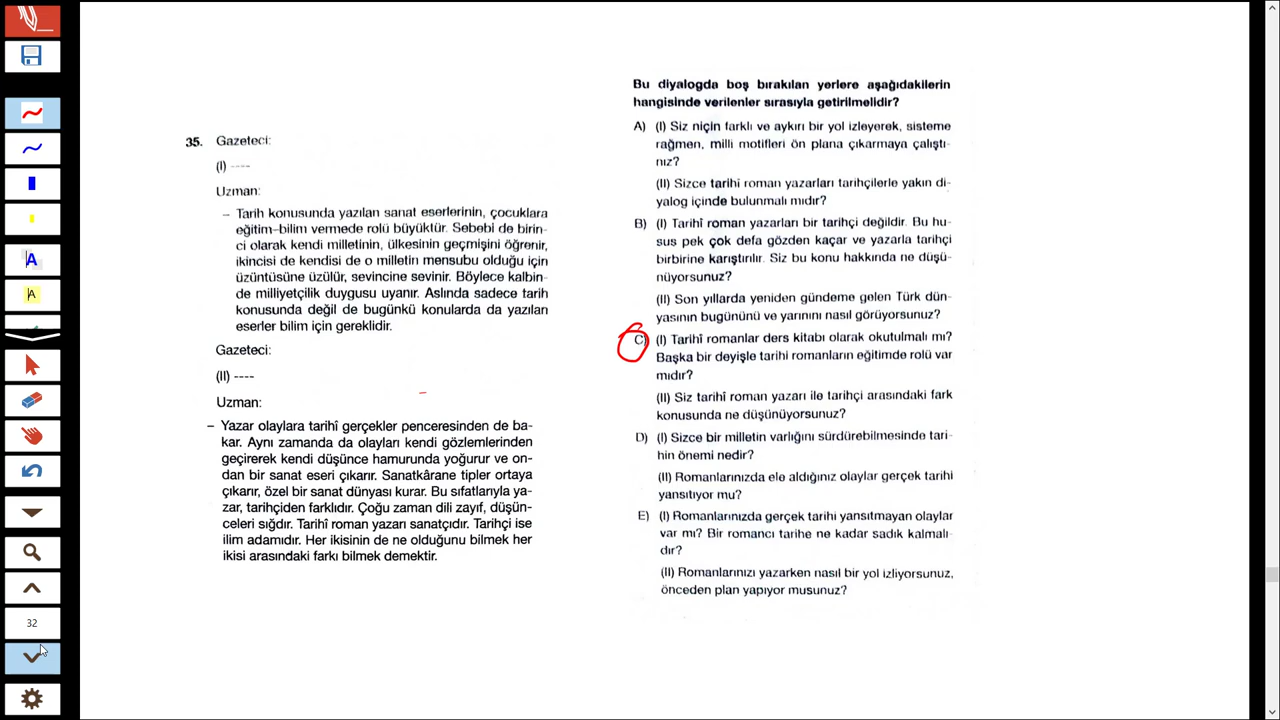 35. Gazeteci:
(I) ----
Uzman:
– Tarih konusunda yazılan sanat eserlerinin, çocuklara
eğitim-bilim vermede rolü büyüktür. Sebebi de birin-
ci olarak kendi milletinin, ülkesinin geçmişini öğrenir,
ikincisi de kendisi de o milletin mensubu olduğu için
üzüntüsüne üzülür, sevincine sevinir. Böylece kalbin-
de milliyetçilik duygusu uyanır. Aslında sadece tarih
konusunda değil de bugünkü konularda da yazılan
eserler bilim için gereklidir.
Gazeteci:
(II) ----
Uzman:
– Yazar olaylara tarihî gerçekler penceresinden de ba-
kar. Aynı zamanda da olayları kendi gözlemlerinden
geçirerek kendi düşünce hamurunda yoğurur ve on-
dan bir sanat eseri çıkarır. Sanatkârane tipler ortaya
çıkarır, özel bir sanat dünyası kurar. Bu sıfatlarıyla ya-
zar, tarihçiden farklıdır. Çoğu zaman dili zayıf, düşün-
celeri sığdır. Tarihî roman yazarı sanatçıdır. Tarihçi ise
ilim adamıdır. Her ikisinin de ne olduğunu bilmek her
ikisi arasındaki farkı bilmek demektir.
Bu diyalogda boş bırakılan yerlere aşağıdakilerin
hangisinde verilenler sırasıyla getirilmelidir?
A) (I) Siz niçin farklı ve aykırı bir yol izleyerek, sisteme
rağmen, milli motifleri ön plana çıkarmaya çalıştı-
nız?
(II) Sizce tarihî roman yazarları tarihçilerle yakın di-
yalog içinde bulunmalı mıdır?
B) (I) Tarihî roman yazarları bir tarihçi değildir. Bu hu-
sus pek çok defa gözden kaçar ve yazarla tarihçi
birbirine karıştırılır. Siz bu konu hakkında ne düşü-
nüyorsunuz?
(II) Son yıllarda yeniden gündeme gelen Türk dün-
yasının bugününü ve yarınını nasıl görüyorsunuz?
C) (I) Tarihî romanlar ders kitabı olarak okutulmalı mı?
Başka bir deyişle tarihi romanların eğitimde rolü var
mıdır?
(II) Siz tarihî roman yazarı ile tarihçi arasındaki fark
konusunda ne düşünüyorsunuz?
D) (I) Sizce bir milletin varlığını sürdürebilmesinde tari-
hin önemi nedir?
(II) Romanlarınızda ele aldığınız olaylar gerçek tarihi
yansıtıyor mu?
E) (I) Romanlarınızda gerçek tarihi yansıtmayan olaylar
var mı? Bir romancı tarihe ne kadar sadık kalmalı-
dır?
(II) Romanlarınızı yazarken nasıl bir yol izliyorsunuz,
önceden plan yapıyor musunuz?
A
A
32